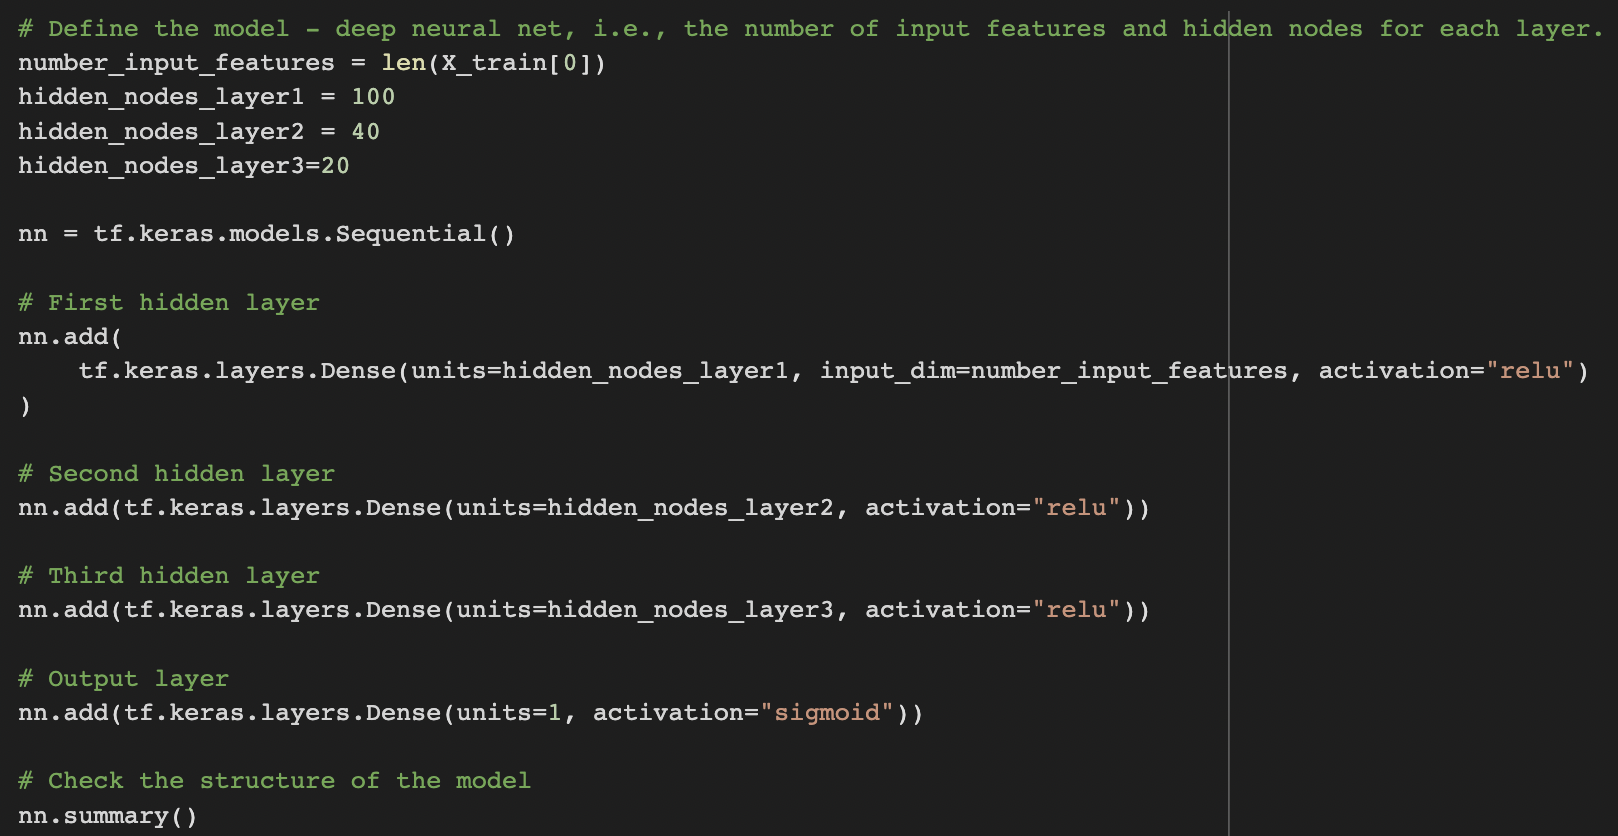 # Define the model – deep neural net, i.e., the number of input features and hidden nodes for each layer.
number_input_features = len(X_train[0])
hidden_nodes_layer1 = 100
hidden_nodes_layer2 = 40
hidden_nodes_layer3=20

nn = tf.keras.models.Sequential()

# First hidden layer
nn.add(
    tf.keras.layers.Dense(units=hidden_nodes_layer1, input_dim=number_input_features, activation="relu")
)

# Second hidden layer
nn.add(tf.keras.layers.Dense(units=hidden_nodes_layer2, activation="relu"))

# Third hidden layer
nn.add(tf.keras.layers.Dense(units=hidden_nodes_layer3, activation="relu"))

# Output layer
nn.add(tf.keras.layers.Dense(units=1, activation="sigmoid"))

# Check the structure of the model
nn.summary()